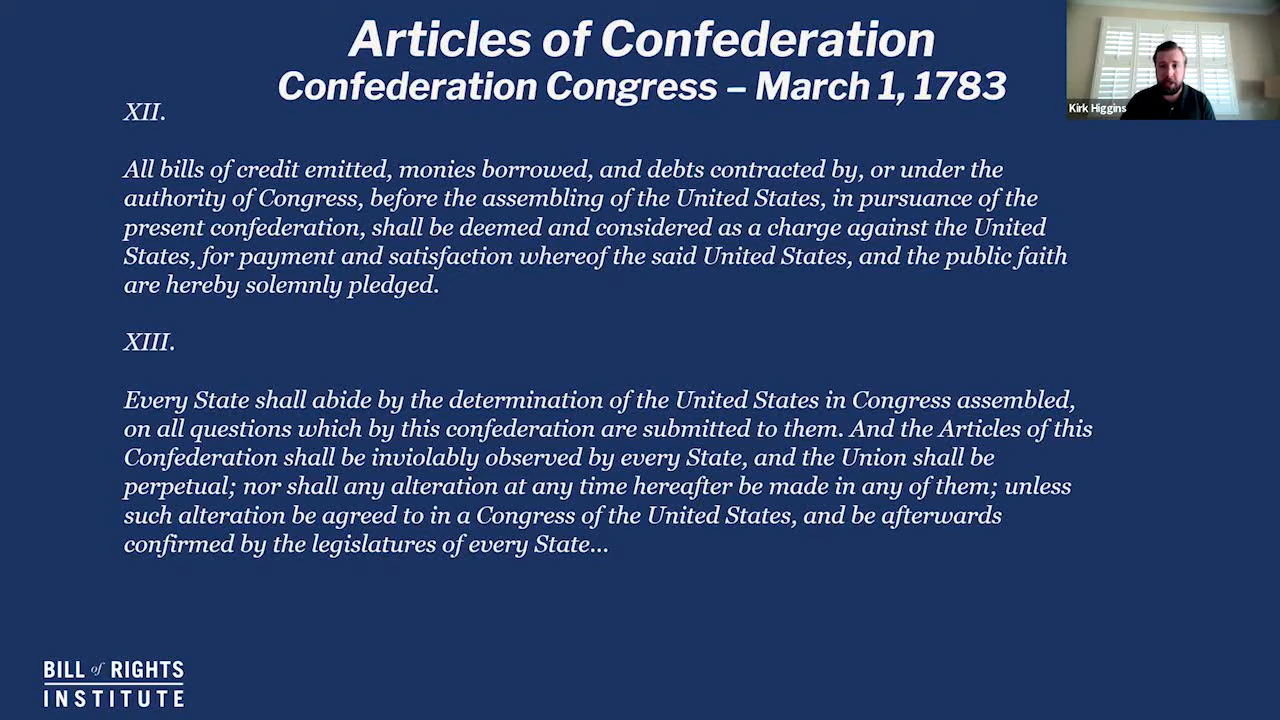 Articles of Confederation
Confederation Congress – March 1, 1783
Kirk Higgins
XII.
All bills of credit emitted, monies borrowed, and debts contracted by, or under the
authority of Congress, before the assembling of the United States, in pursuance of the
present confederation, shall be deemed and considered as a charge against the United
States, for payment and satisfaction whereof the said United States, and the public faith
are hereby solemnly pledged.
XIII.
Every State shall abide by the determination of the United States in Congress assembled,
on all questions which by this confederation are submitted to them. And the Articles of this
Confederation shall be inviolably observed by every State, and the Union shall be
perpetual; nor shall any alteration at any time hereafter be made in any of them; unless
such alteration be agreed to in a Congress of the United States, and be afterwards
confirmed by the legislatures of every State...
BILL of RIGHTS
INSTITUTE